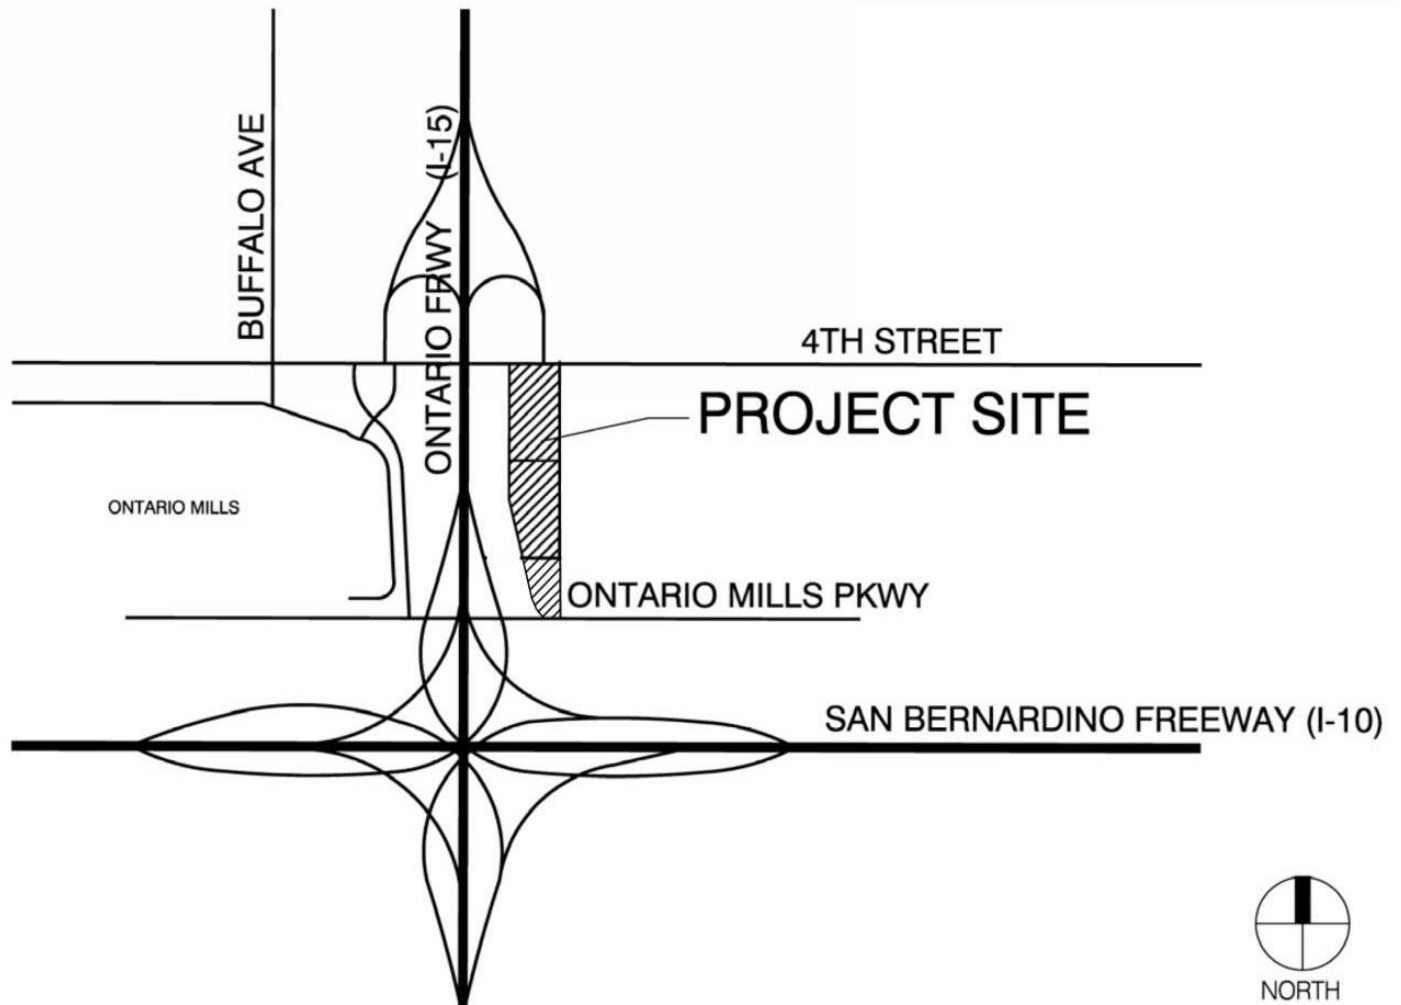 BUFFALO AVE
ONTARIO FRWY (I-15)
4TH STREET
PROJECT SITE
ONTARIO MILLS
ONTARIO MILLS PKWY
SAN BERNARDINO FREEWAY (I-10)
NORTH